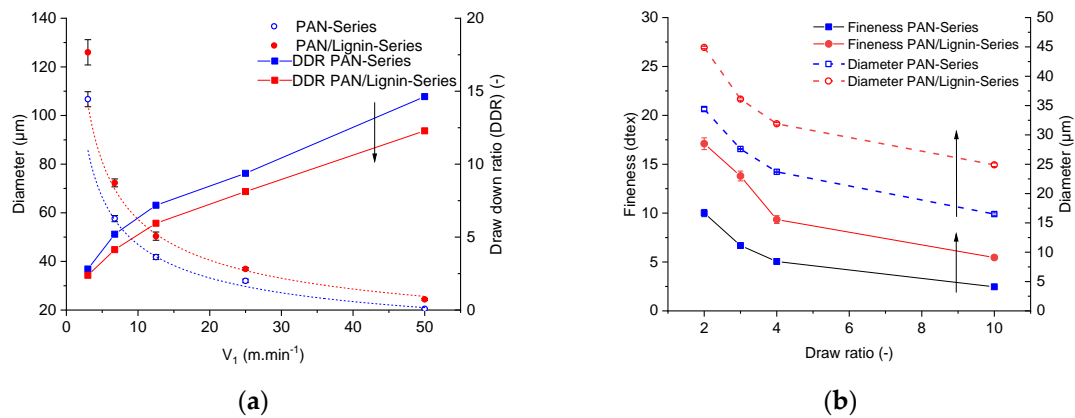 PAN-Series
PAN/Lignin-Series
DDR PAN-Series
DDR PAN/Lignin-Series
Diameter (µm)
140
120
100
80
60
40
20
Draw down ratio (DDR) (-)
20
15
10
5
0
0 10 20 30 40 50
V1 (m.min-1)
(a)
Fineness PAN-Series
Fineness PAN/Lignin-Series
Diameter PAN-Series
Diameter PAN/Lignin-Series
Fineness (dtex)
30
25
20
15
10
5
0
Diameter (µm)
50
45
40
35
30
25
20
15
10
5
0
2 4 6 8 10
Draw ratio (-)
(b)